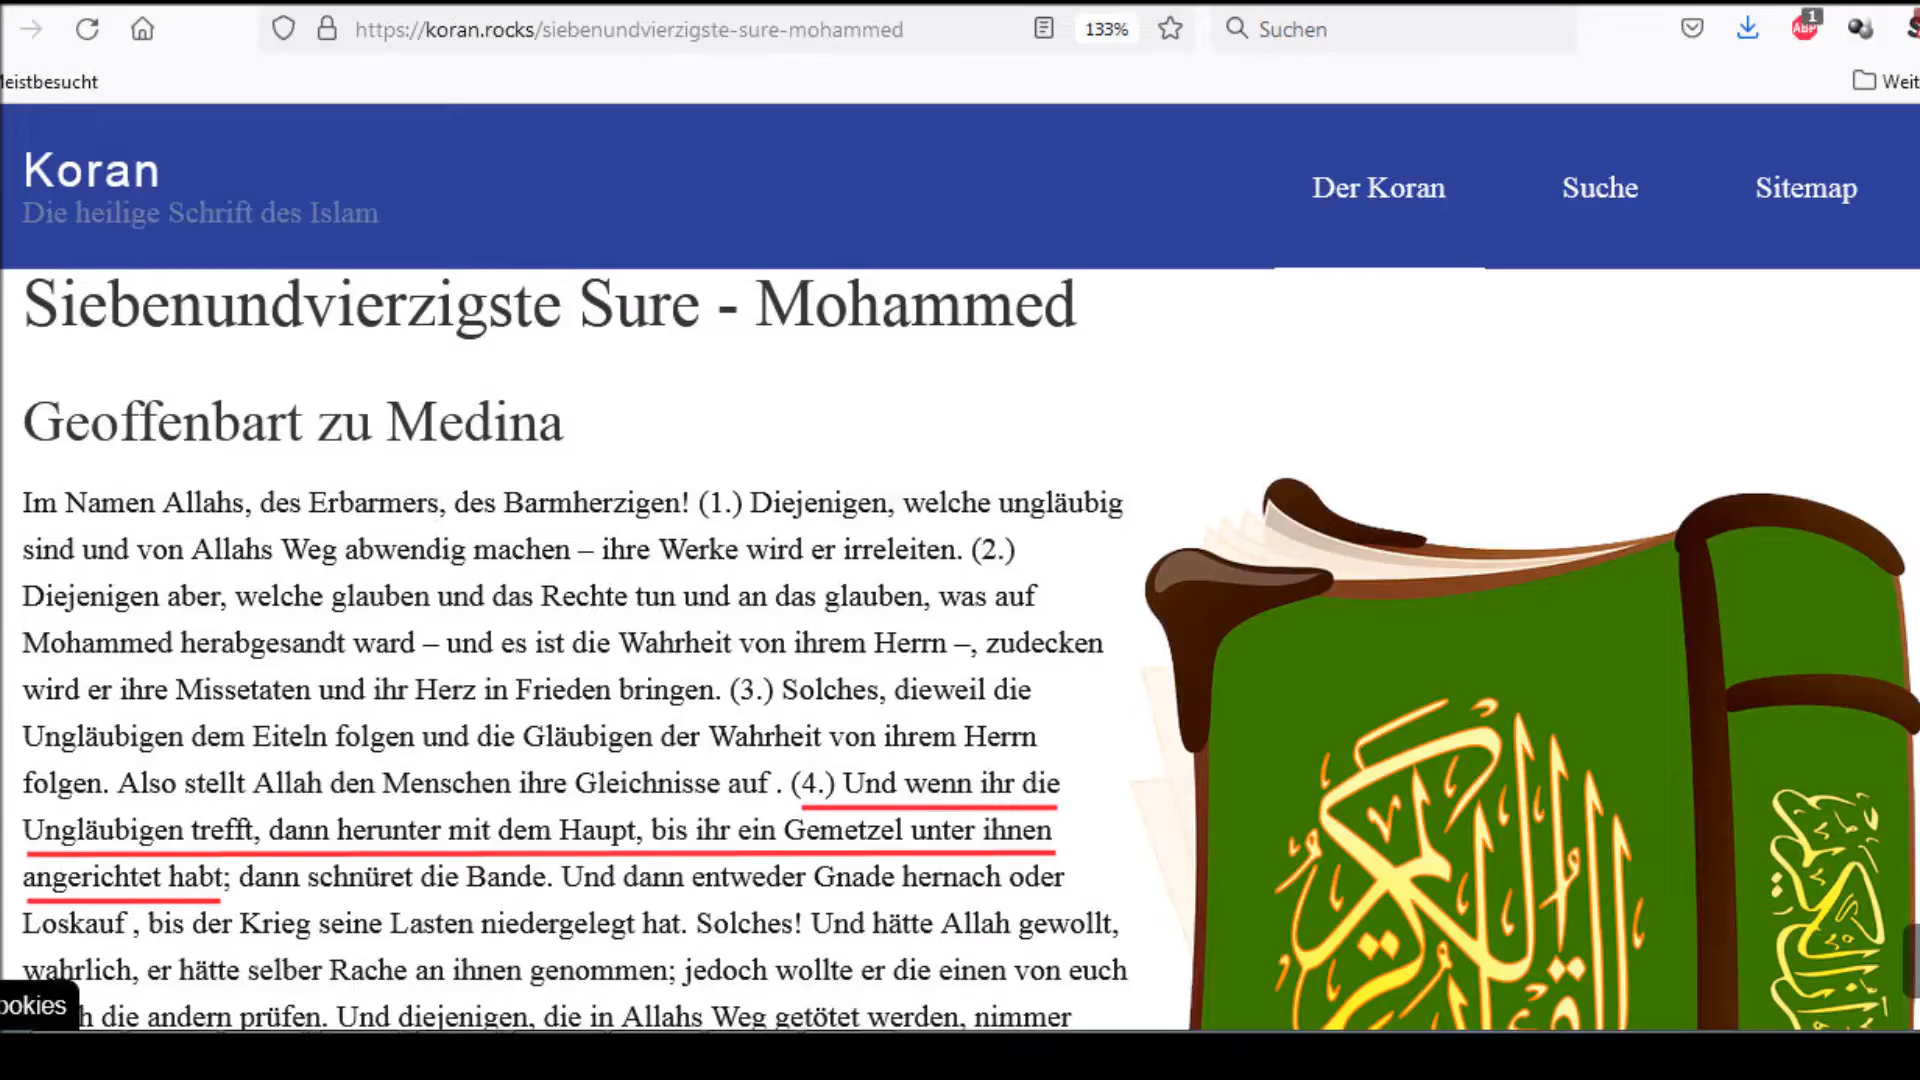 https://koran.rocks/siebenundvierzigste-sure-mohammed
133%
Suchen
ABP
1
eistbesucht
Weit
Koran
Die heilige Schrift des Islam
Der Koran
Suche
Sitemap
Siebenundvierzigste Sure - Mohammed
Geoffenbart zu Medina
Im Namen Allahs, des Erbarmers, des Barmherzigen! (1.) Diejenigen, welche ungläubig
sind und von Allahs Weg abwendig machen – ihre Werke wird er irreleiten. (2.)
Diejenigen aber, welche glauben und das Rechte tun und an das glauben, was auf
Mohammed herabgesandt ward – und es ist die Wahrheit von ihrem Herrn –, zudecken
wird er ihre Missetaten und ihr Herz in Frieden bringen. (3.) Solches, dieweil die
Ungläubigen dem Eiteln folgen und die Gläubigen der Wahrheit von ihrem Herrn
folgen. Also stellt Allah den Menschen ihre Gleichnisse auf . (4.) Und wenn ihr die
Ungläubigen trefft, dann herunter mit dem Haupt, bis ihr ein Gemetzel unter ihnen
angerichtet habt; dann schnüret die Bande. Und dann entweder Gnade hernach oder
Loskauf , bis der Krieg seine Lasten niedergelegt hat. Solches! Und hätte Allah gewollt,
wahrlich, er hätte selber Rache an ihnen genommen; jedoch wollte er die einen von euch
h die andern prüfen. Und diejenigen, die in Allahs Weg getötet werden, nimmer
ookies